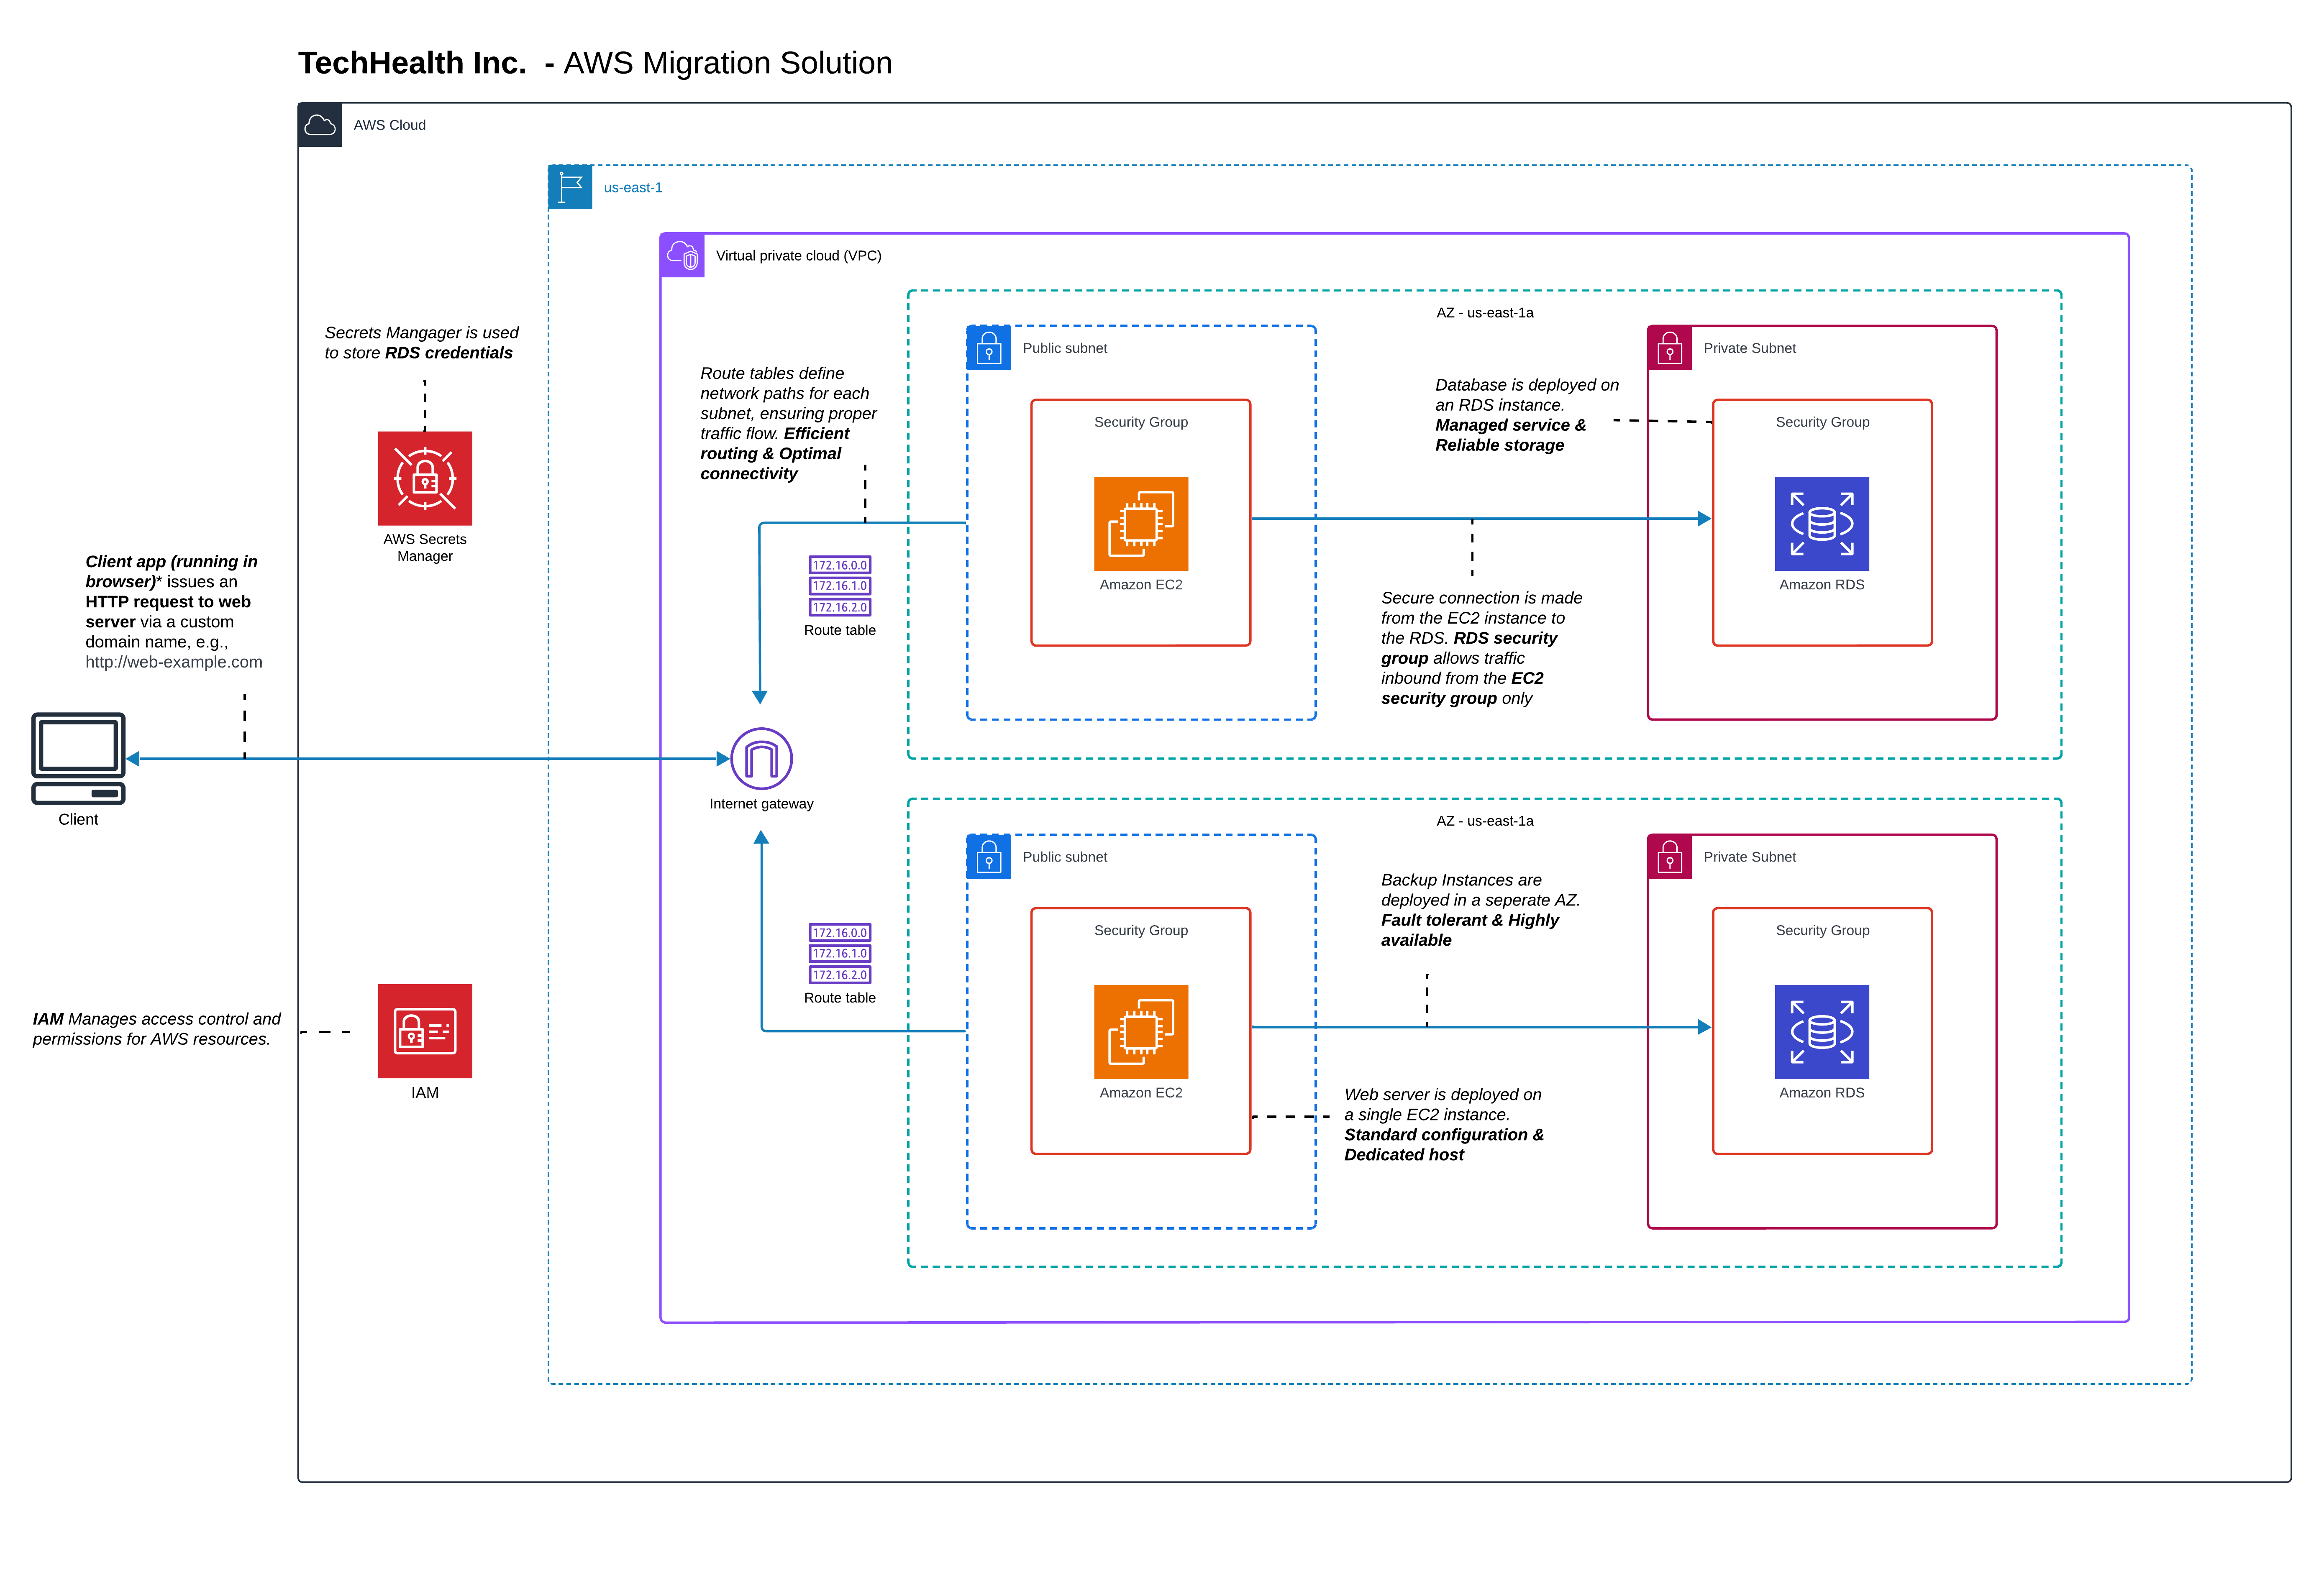 TechHealth Inc.  - AWS Migration Solution
AWS Cloud
us-east-1
Virtual private cloud (VPC)
Secrets Mangager is used
to store RDS credentials
AWS Secrets
Manager
Client app (running in
browser)* issues an
HTTP request to web
server via a custom
domain name, e.g.,
http://web-example.com
Client
IAM Manages access control and
permissions for AWS resources.
IAM
Route tables define
network paths for each
subnet, ensuring proper
traffic flow. Efficient
routing & Optimal
connectivity
172.16.0.0
172.16.1.0
172.16.2.0
Route table
Internet gateway
172.16.0.0
172.16.1.0
172.16.2.0
Route table
AZ - us-east-1a
Public subnet
Security Group
Amazon EC2
Database is deployed on
an RDS instance.
Managed service &
Reliable storage
Secure connection is made
from the EC2 instance to
the RDS. RDS security
group allows traffic
inbound from the EC2
security group only
Private Subnet
Security Group
Amazon RDS
AZ - us-east-1a
Public subnet
Security Group
Amazon EC2
Backup Instances are
deployed in a seperate AZ.
Fault tolerant & Highly
available
Web server is deployed on
a single EC2 instance.
Standard configuration &
Dedicated host
Private Subnet
Security Group
Amazon RDS